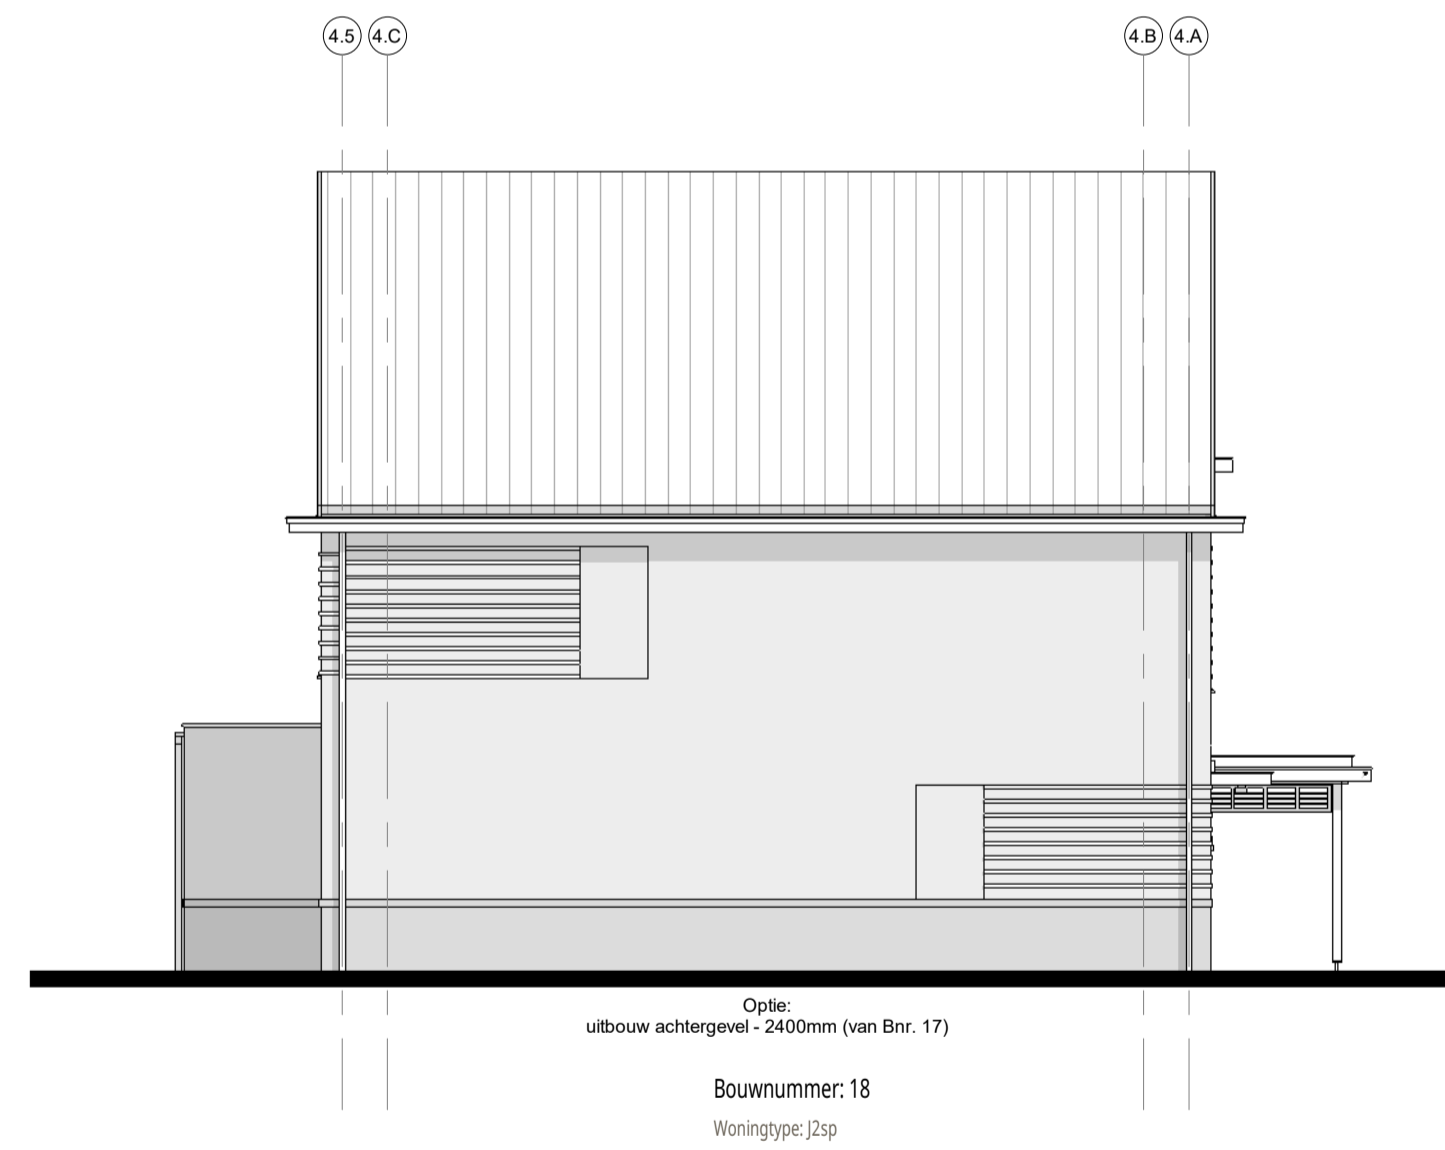 4.5 4.C 4.B 4.A
Optie:
uitbouw achtergevel - 2400mm (van Bnr. 17)
Bouwnummer: 18
Woningtype: J2sp